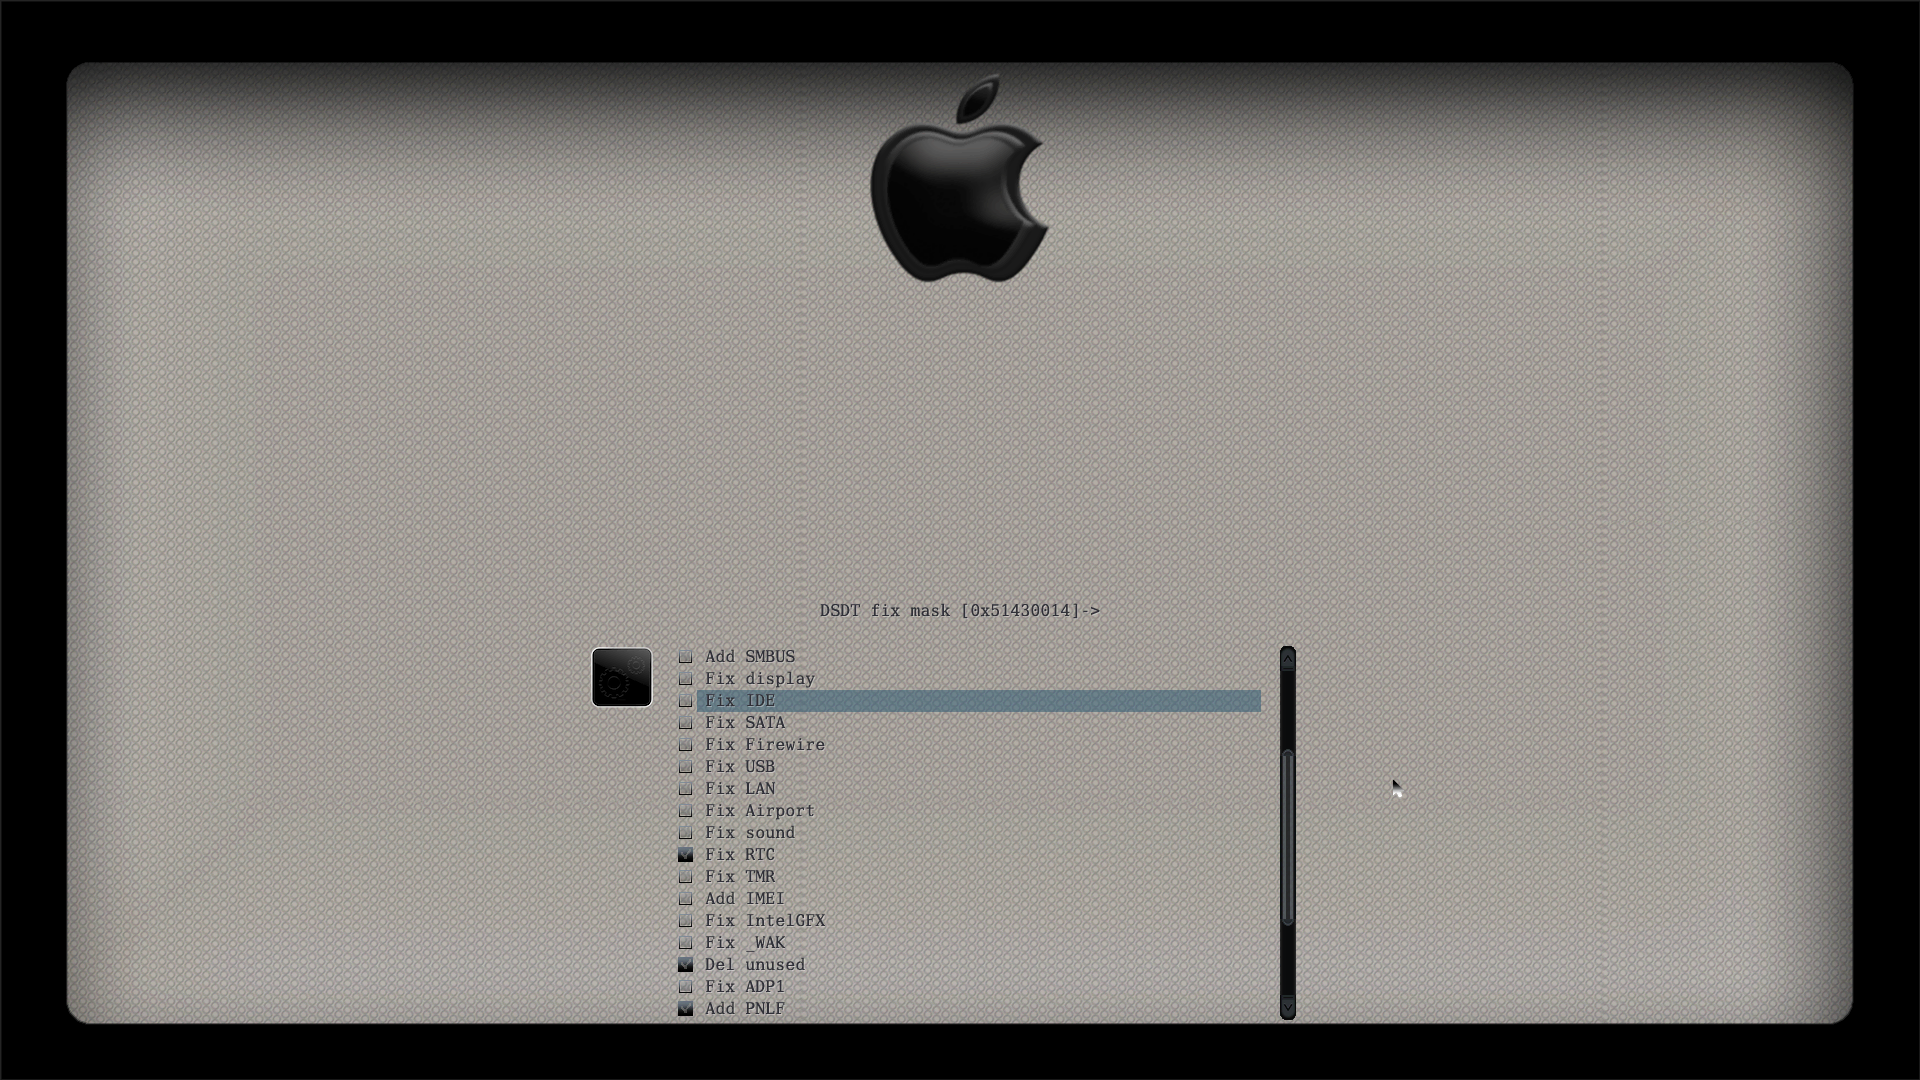 DSDT fix mask [0x51430014]->
Add SMBUS
Fix display
Fix IDE
Fix SATA
Fix Firewire
Fix USB
Fix LAN
Fix Airport
Fix sound
Fix RTC
Fix TMR
Add IMEI
Fix IntelGFX
Fix _WAK
Del unused
Fix ADP1
Add PNLF